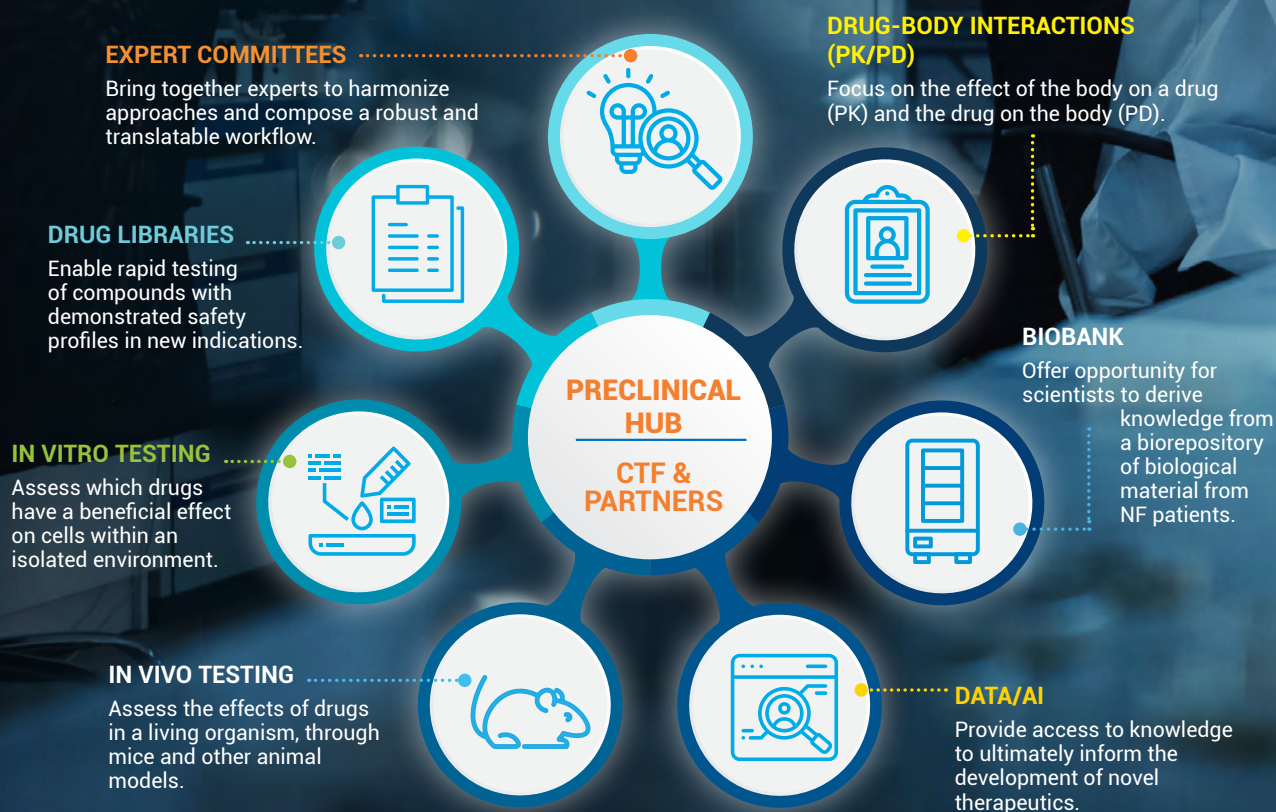 EXPERT COMMITTEES
Bring together experts to harmonize
approaches and compose a robust and
translatable workflow.
DRUG-BODY INTERACTIONS
(PK/PD)
Focus on the effect of the body on a drug
(PK) and the drug on the body (PD).
DRUG LIBRARIES
Enable rapid testing
of compounds with
demonstrated safety
profiles in new indications.
BIOBANK
Offer opportunity for
scientists to derive
knowledge from
a biorepository
of biological
material from
NF patients.
PRECLINICAL
HUB
CTF &
PARTNERS
IN VITRO TESTING
Assess which drugs
have a beneficial effect
on cells within an
isolated environment.
IN VIVO TESTING
Assess the effects of drugs
in a living organism, through
mice and other animal
models.
DATA/AI
Provide access to knowledge
to ultimately inform the
development of novel
therapeutics.